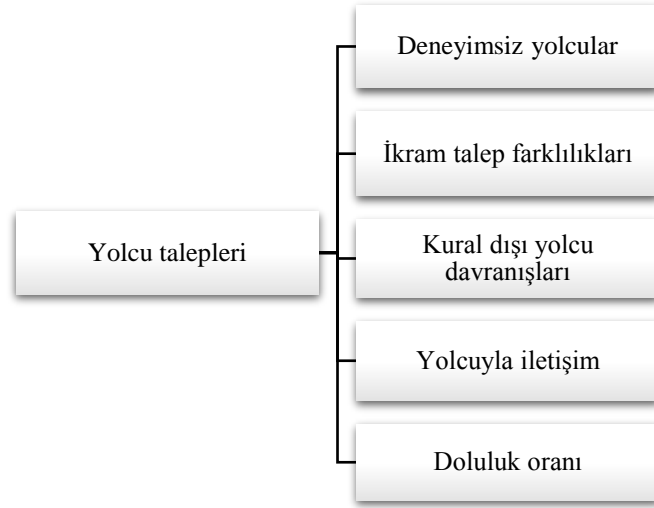 Deneyimsiz yolcular
İkram talep farklılıkları
Yolcu talepleri
Kural dışı yolcu
davranışları
Yolcuyla iletişim
Doluluk oranı